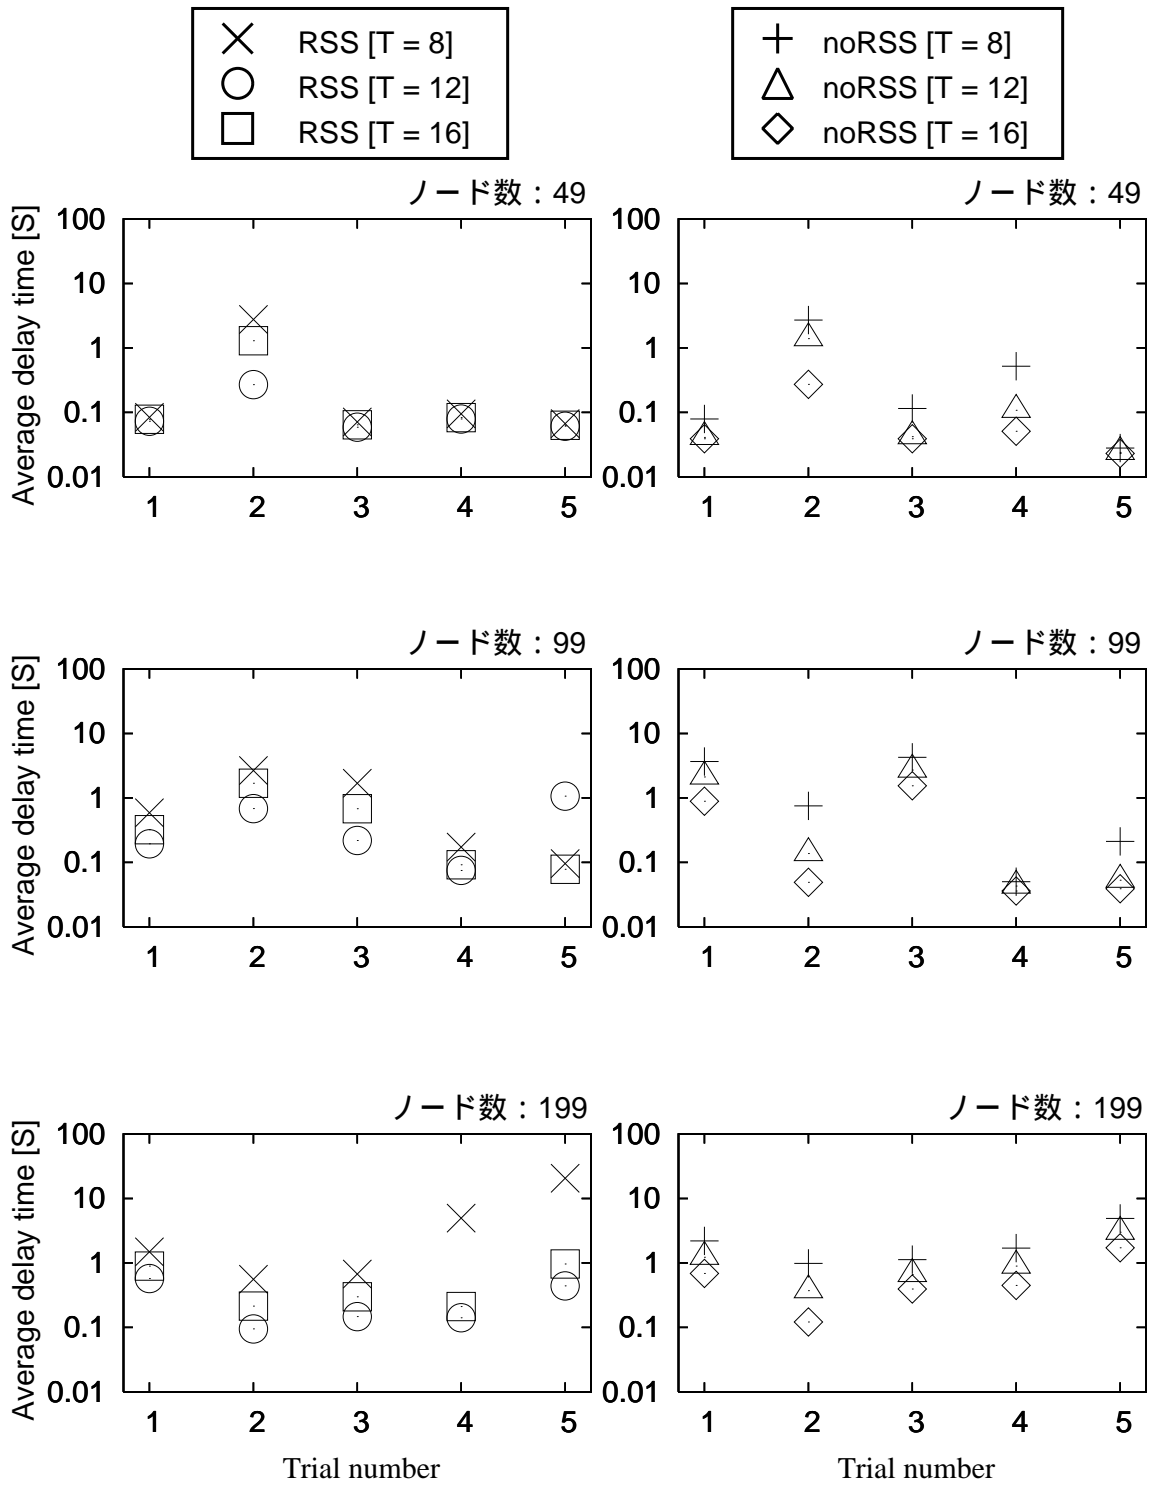 RSS [T = 8]
RSS [T = 12]
RSS [T = 16]
noRSS [T = 8]
noRSS [T = 12]
noRSS [T = 16]
ノード数：49
Average delay time [S]
100
10
1
0.1
0.01
1 2 3 4 5
ノード数：49
100
10
1
0.1
0.01
1 2 3 4 5
ノード数：99
Average delay time [S]
100
10
1
0.1
0.01
1 2 3 4 5
ノード数：99
100
10
1
0.1
0.01
1 2 3 4 5
ノード数：199
Average delay time [S]
100
10
1
0.1
0.01
1 2 3 4 5
Trial number
ノード数：199
100
10
1
0.1
0.01
1 2 3 4 5
Trial number